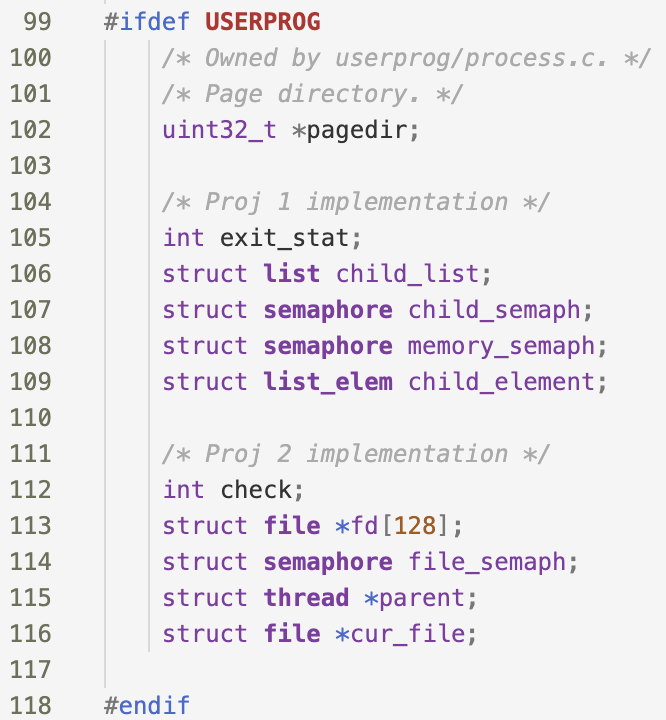 99 #ifdef USERPROG
100 /* Owned by userprog/process.c. */
101 /* Page directory. */
102 uint32_t *pagedir;
103
104 /* Proj 1 implementation */
105 int exit_stat;
106 struct list child_list;
107 struct semaphore child_semaph;
108 struct semaphore memory_semaph;
109 struct list_elem child_element;
110
111 /* Proj 2 implementation */
112 int check;
113 struct file *fd[128];
114 struct semaphore file_semaph;
115 struct thread *parent;
116 struct file *cur_file;
117
118 #endif